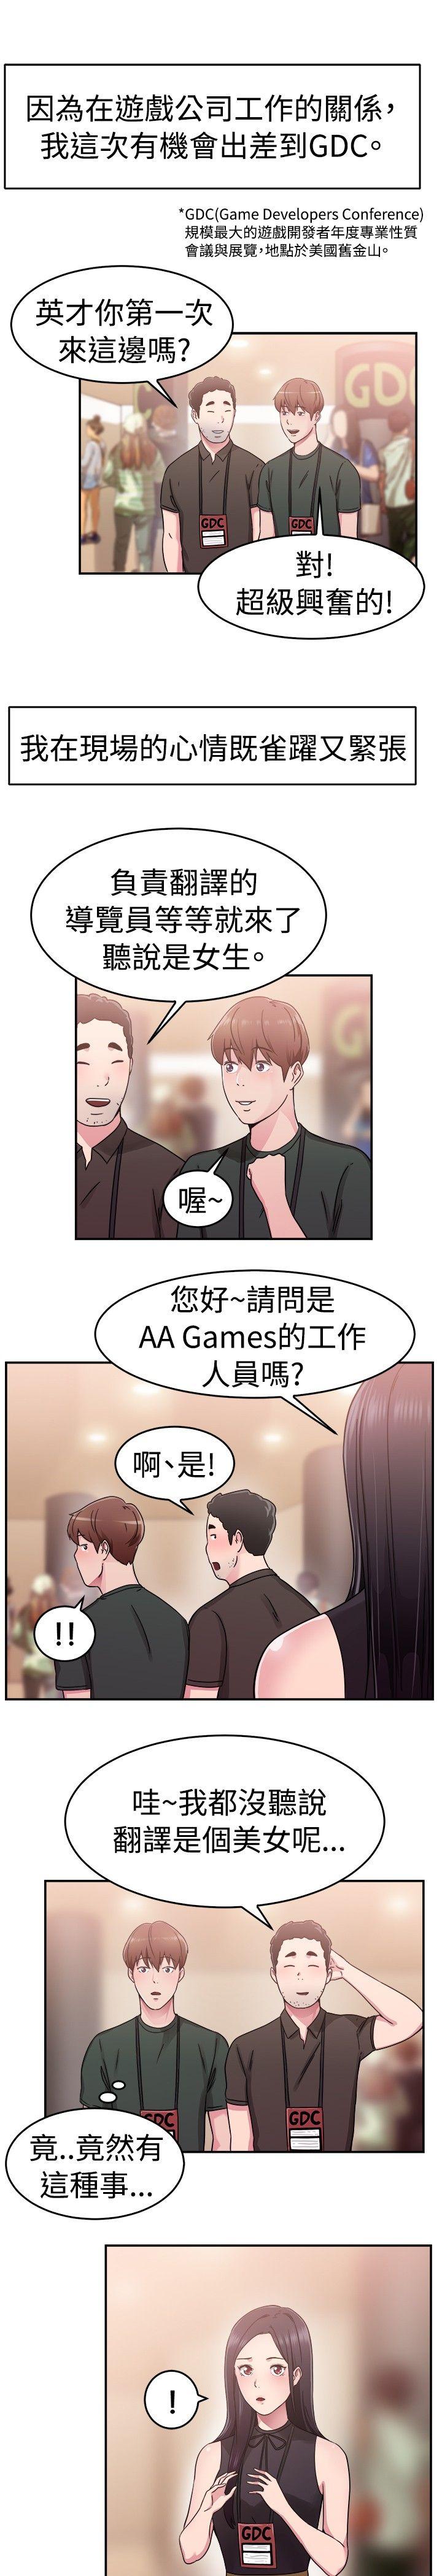 因為在遊戲公司工作的關係，
我這次有機會出差到GDC。
*GDC(Game Developers Conference)
規模最大的遊戲開發者年度專業性質
會議與展覽，地點於美國舊金山。
英才你第一次
來這邊嗎?
GDC
GDC
GDC
對!
超級興奮的!
我在現場的心情既雀躍又緊張
負責翻譯的
導覽員等等就來了
聽說是女生。
喔~
您好~請問是
AA Games的工作
人員嗎?
啊、是!
!!
哇~我都沒聽說
翻譯是個美女呢...
GDC
GDC
竟..竟然有
這種事...
!
GDC